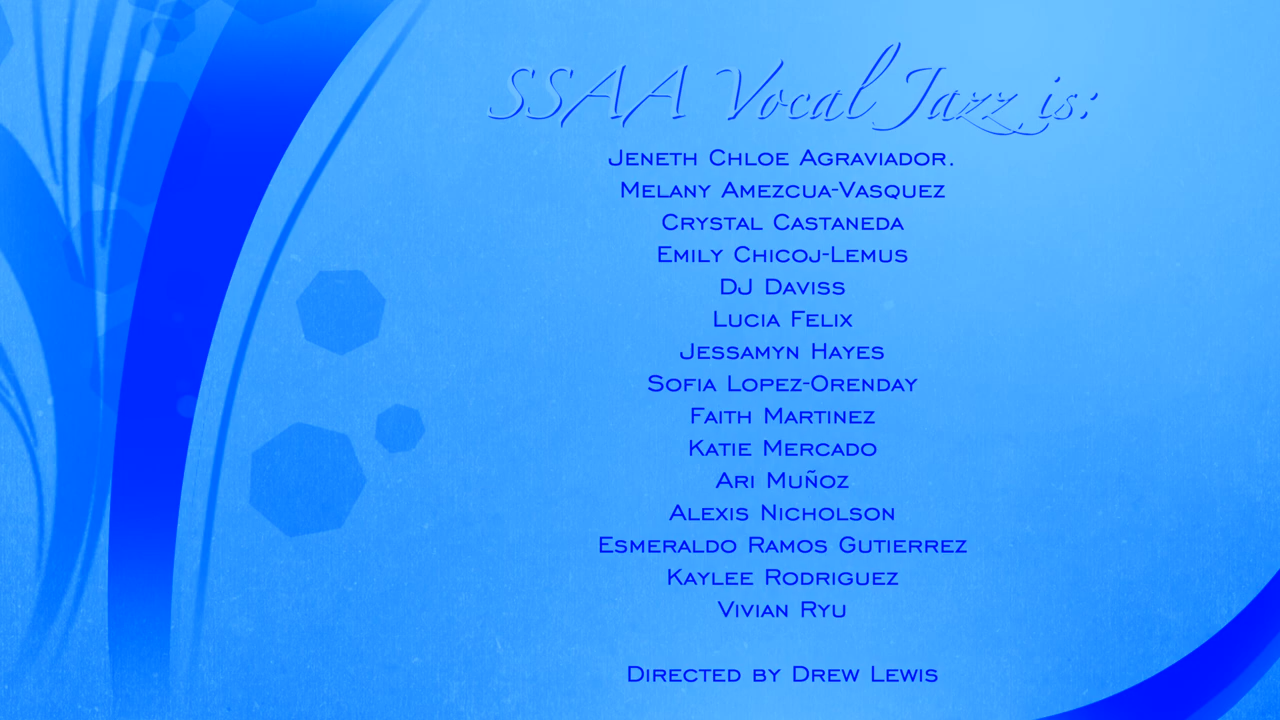 SSAA Vocal Jazz is:
Jeneth Chloe Agraviador.
Melany Amezcua-Vasquez
Crystal Castaneda
Emily Chicoj-Lemus
DJ Daviss
Lucia Felix
Jessamyn Hayes
Sofia Lopez-Orenday
Faith Martinez
Katie Mercado
Ari Muñoz
Alexis Nicholson
Esmeraldo Ramos Gutierrez
Kaylee Rodriguez
Vivian Ryu
Directed by Drew Lewis